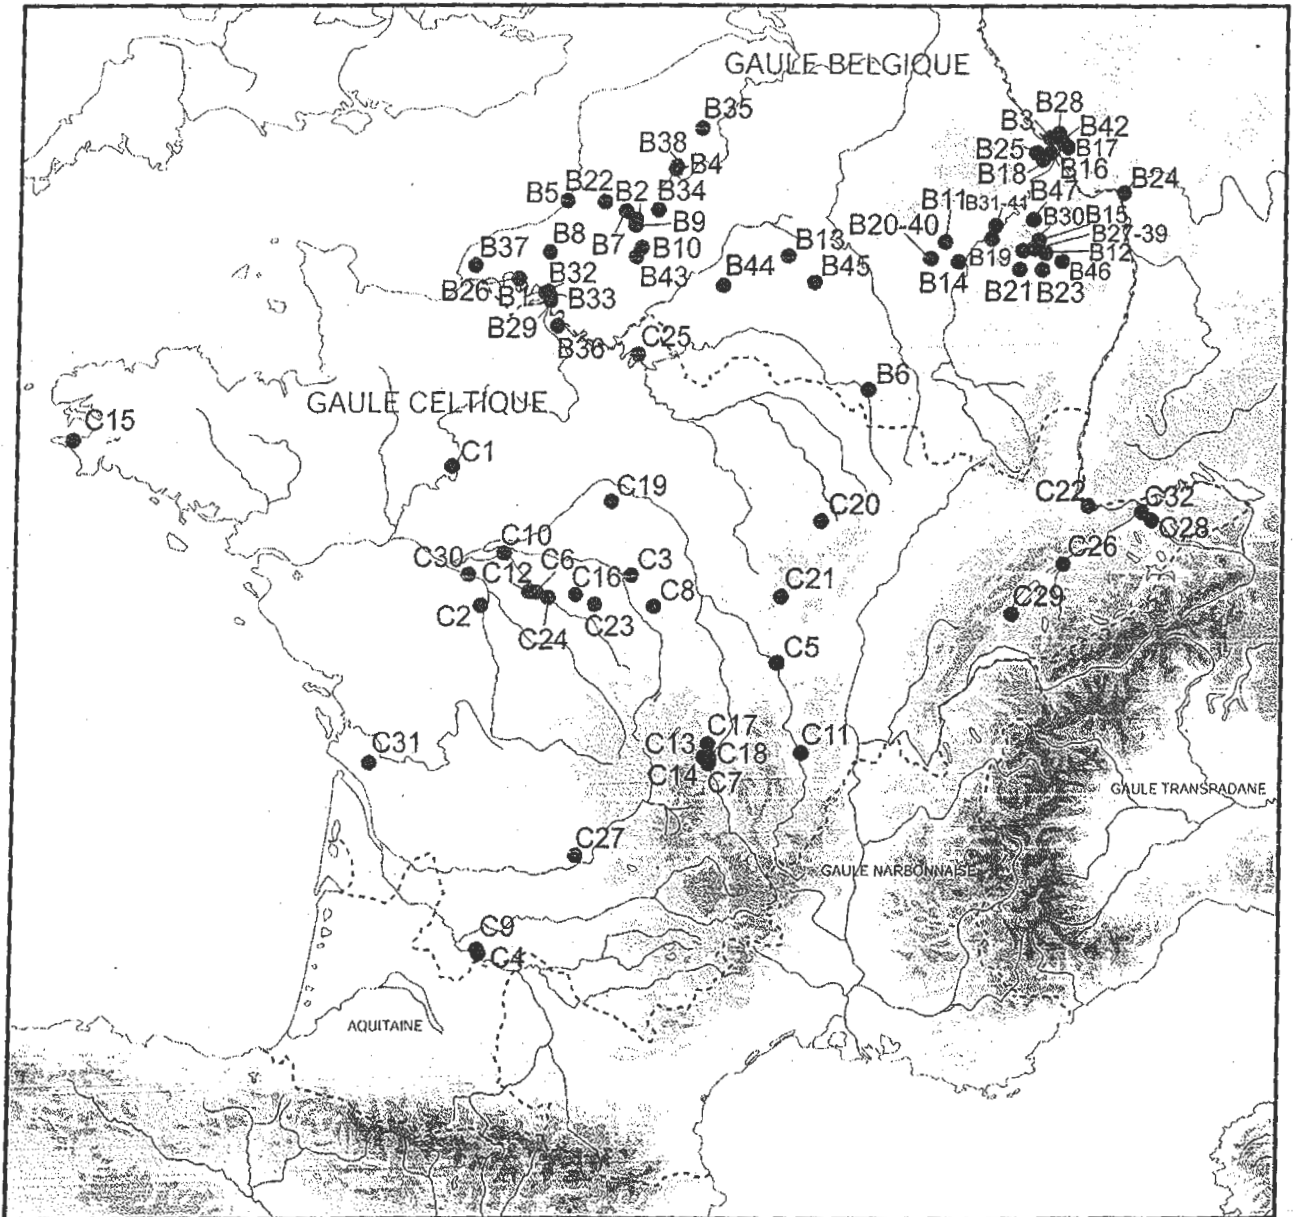 GAULE BELGIQUE
B35
B28
B3
B42
B38
B25
B17
B4
B18
B16
B24
B5
B22
B2
B34
B11
B31-41
B47
B9
B20-40
B30
B15
B7
B8
B10
B13
B27-39
B37
B43
B19
B12
B44
B45
B14
B46
B26
B1
B32
B21
B23
B33
B29
B36
C25
B6
GAULE CELTIQUE
C15
C1
C19
C22
C32
C20
C28
C10
C30
C12
C6
C3
C26
C16
C21
C8
C29
C2
C24
C23
C5
C17
C31
C13
C18
C11
C14
C7
GAULE TRANSPADANE
C27
GAULE NARBONNAISE
C9
C4
AQUITAINE